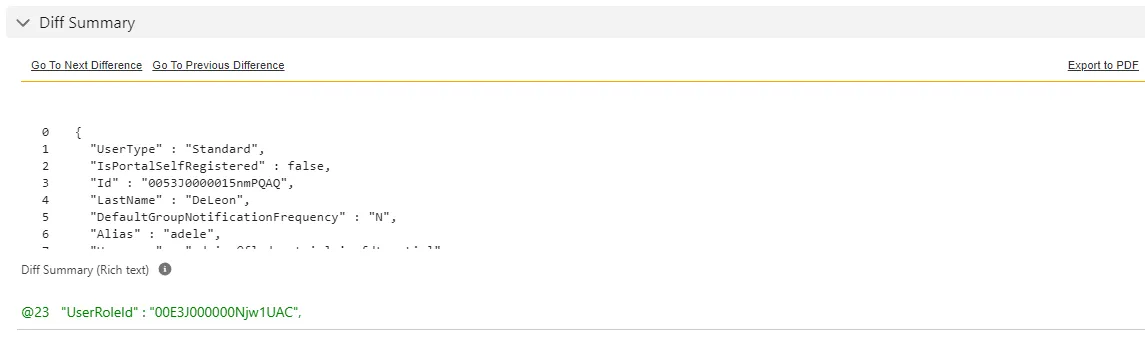 Diff Summary
Go To Next Difference Go To Previous Difference Export to PDF
0 {
1 "UserType" : "Standard",
2 "IsPortalSelfRegistered" : false,
3 "Id" : "0053J0000015nmPQAQ",
4 "LastName" : "DeLeon",
5 "DefaultGroupNotificationFrequency" : "N",
6 "Alias" : "adele",
Diff Summary (Rich text)
@23 "UserRoleId" : "00E3J000000Njw1UAC",